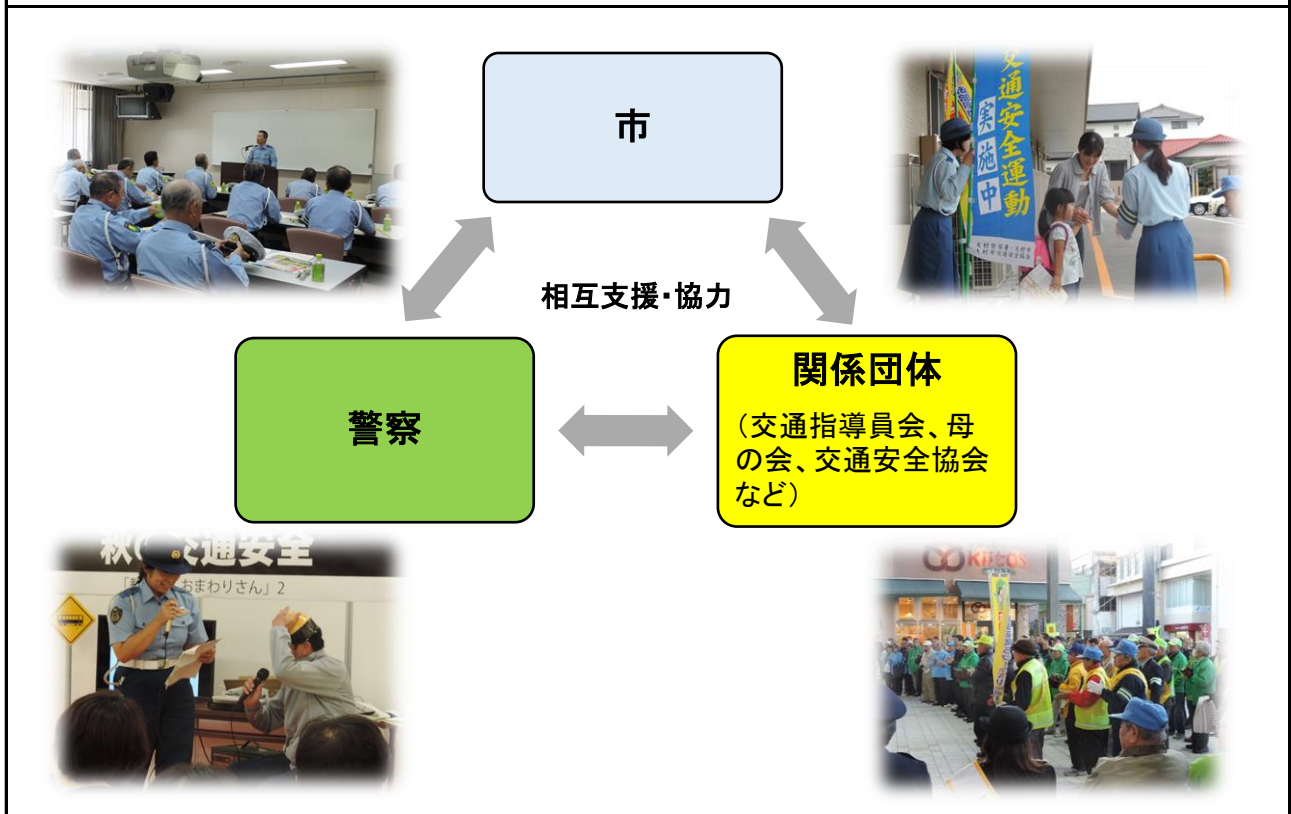 市
交通安全運動
実施中
相互支援・協力
警察
関係団体
（交通指導員会、母
の会、交通安全協会
など）
通安全
おまわりさん」2